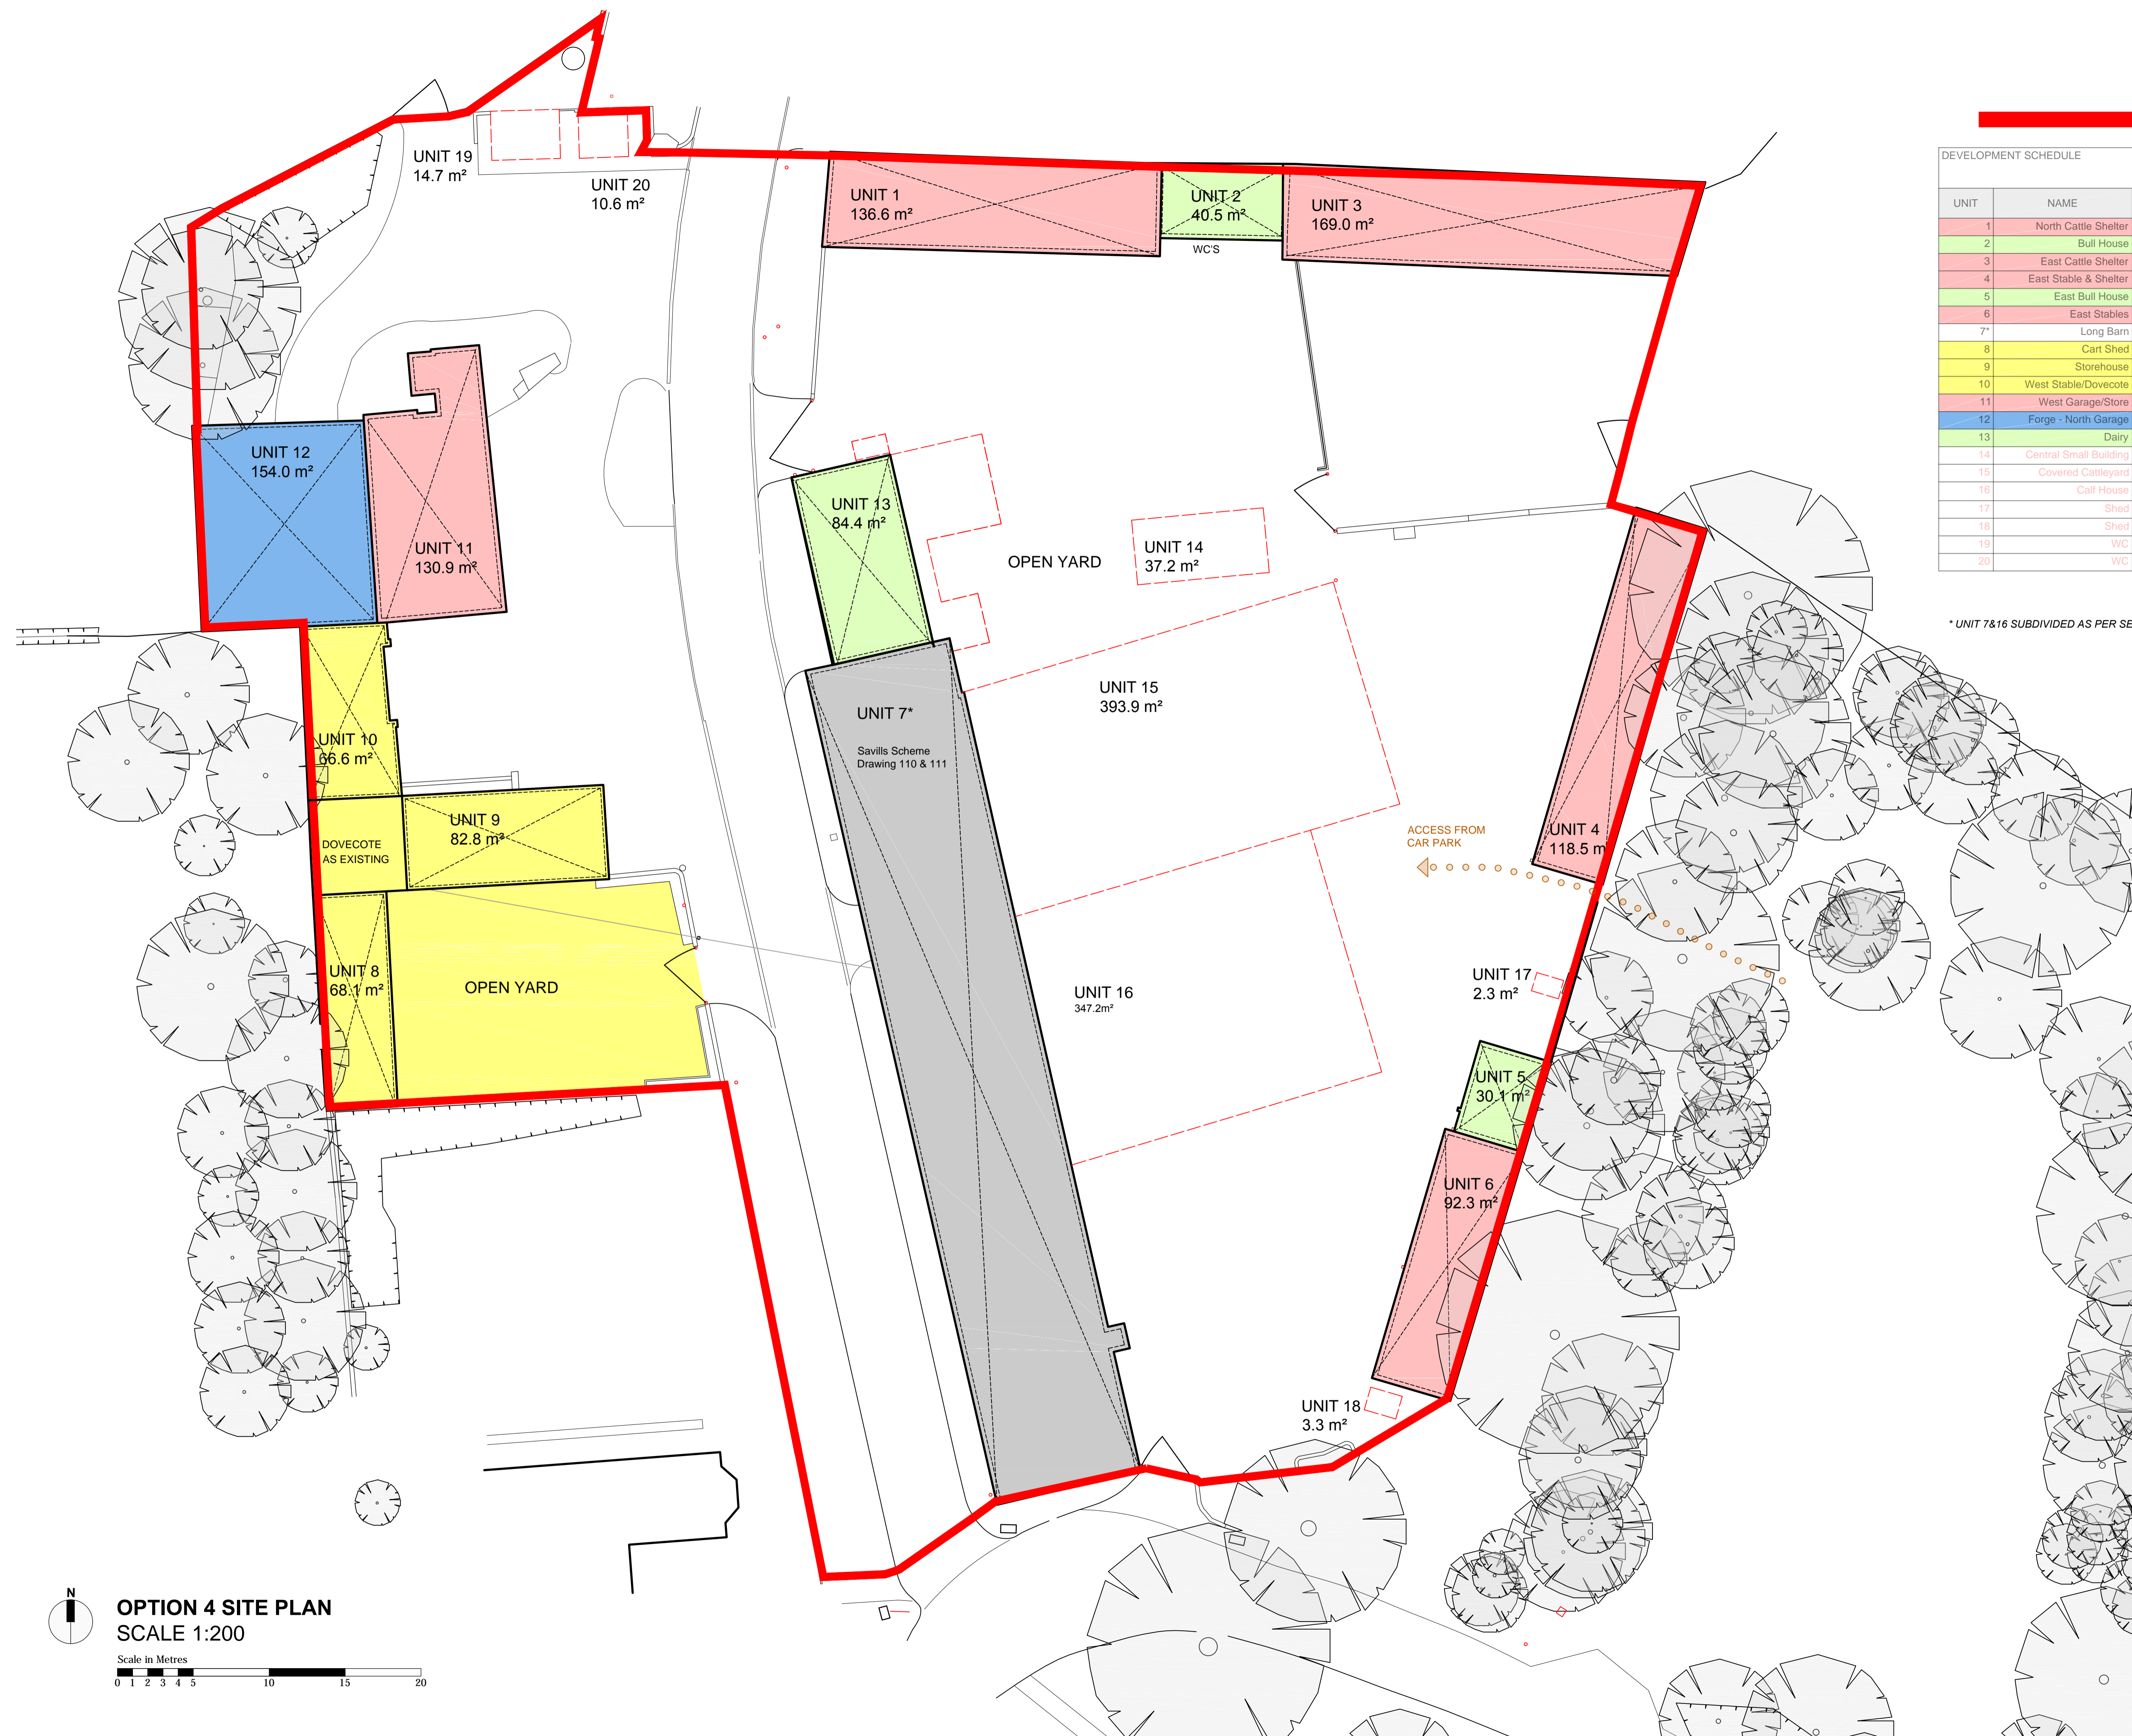 UNIT 19
14.7 m²
UNIT 20
10.6 m²
UNIT 1
136.6 m²
UNIT 2
40.5 m²
WC'S
UNIT 3
169.0 m²
UNIT 12
154.0 m²
UNIT 11
130.9 m²
UNIT 13
84.4 m²
OPEN YARD
UNIT 14
37.2 m²
UNIT 15
393.9 m²
UNIT 7*
Savills Scheme
Drawing 110 & 111
UNIT 10
66.6 m²
UNIT 9
82.8 m²
DOVECOTE
AS EXISTING
UNIT 8
68.1 m²
OPEN YARD
UNIT 16
347.2m²
ACCESS FROM
CAR PARK
UNIT 4
118.5 m
UNIT 17
2.3 m²
UNIT 5
30.1 m²
UNIT 6
92.3 m²
UNIT 18
3.3 m²
DEVELOPMENT SCHEDULE
UNIT NAME
1 North Cattle Shelter
2 Bull House
3 East Cattle Shelter
4 East Stable & Shelter
5 East Bull House
6 East Stables
7* Long Barn
8 Cart Shed
9 Storehouse
10 West Stable/Dovecote
11 West Garage/Store
12 Forge - North Garage
13 Dairy
14 Central Small Building
15 Covered Cattleyard
16 Calf House
17 Shed
18 Shed
19 WC
20 WC
* UNIT 7&16 SUBDIVIDED AS PER SE
N
OPTION 4 SITE PLAN
SCALE 1:200
Scale in Metres
0 1 2 3 4 5 10 15 20